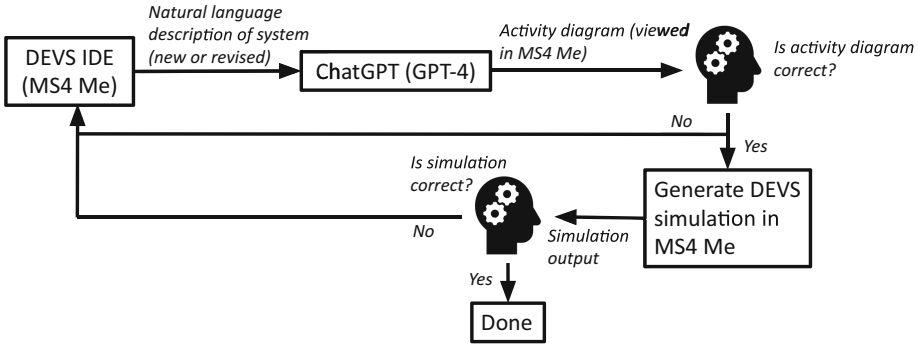 DEVS IDE
(MS4 Me)
Natural language
description of system
(new or revised)
ChatGPT (GPT-4)
Activity diagram (viewed
in MS4 Me)
Is activity diagram
correct?
No
Yes
Generate DEVS
simulation in
MS4 Me
Simulation
output
Is simulation
correct?
No
Yes
Done